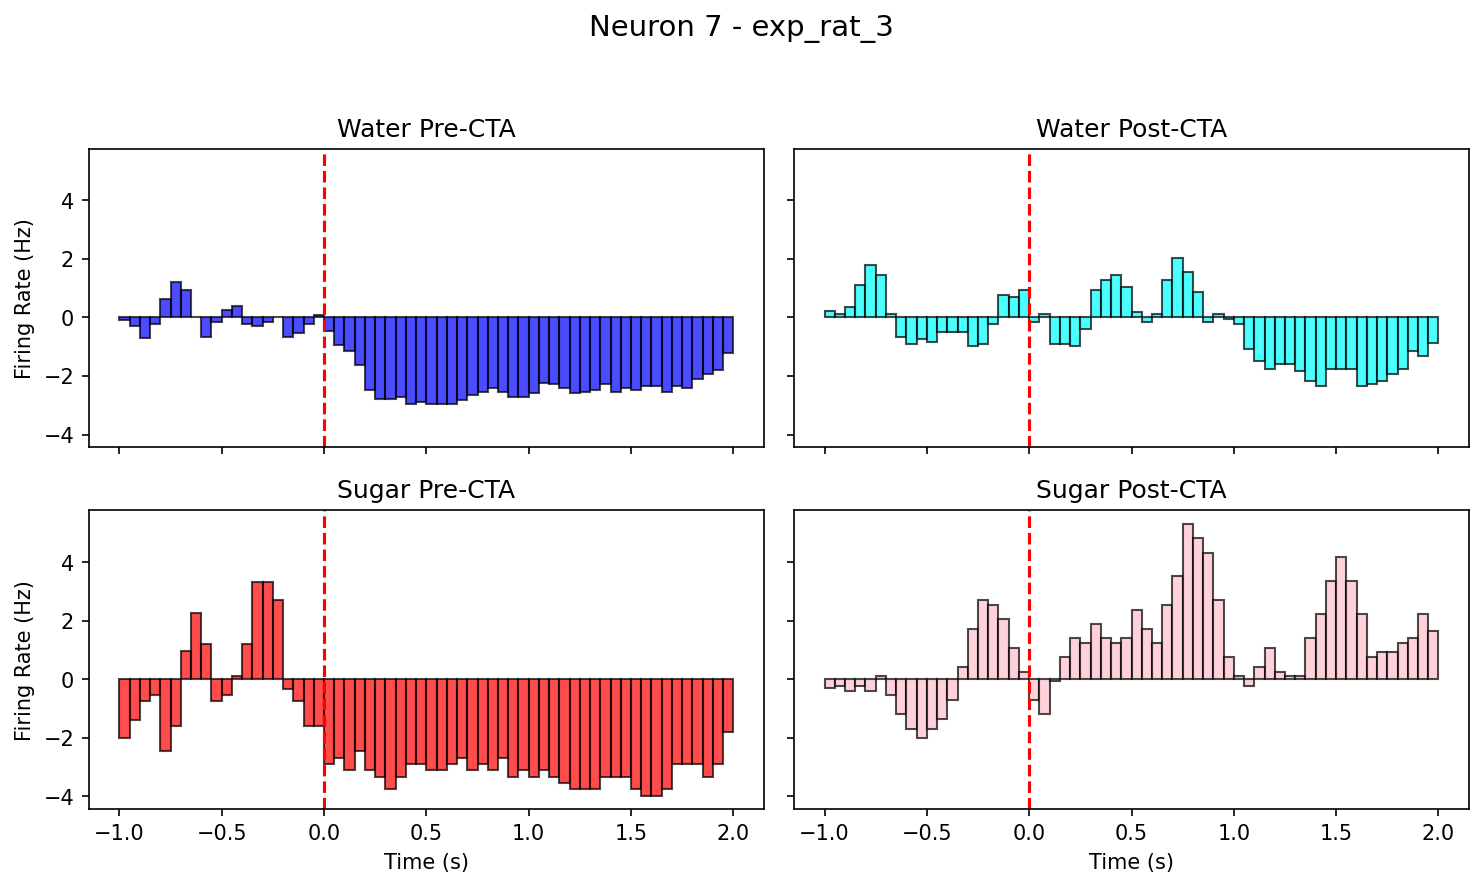 Neuron 7 - exp_rat_3
Water Pre-CTA
Water Post-CTA
Firing Rate (Hz)
4
2
0
−2
−4
Sugar Pre-CTA
Sugar Post-CTA
Firing Rate (Hz)
4
2
0
−2
−4
−1.0 −0.5 0.0 0.5 1.0 1.5 2.0
−1.0 −0.5 0.0 0.5 1.0 1.5 2.0
Time (s)
Time (s)